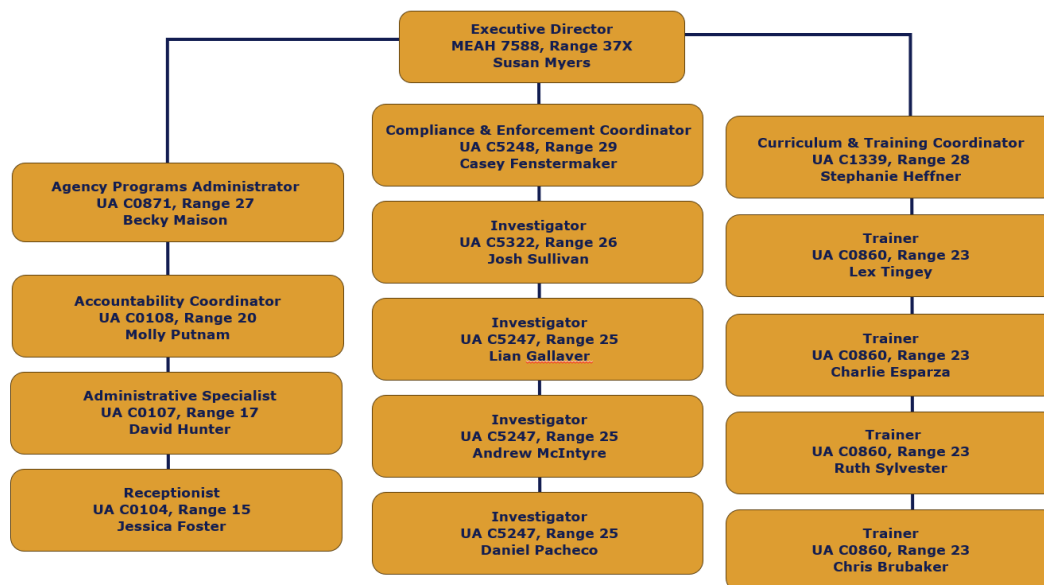 Executive Director
MEAH 7588, Range 37X
Susan Myers
Agency Programs Administrator
UA C0871, Range 27
Becky Maison
Accountability Coordinator
UA C0108, Range 20
Molly Putnam
Administrative Specialist
UA C0107, Range 17
David Hunter
Receptionist
UA C0104, Range 15
Jessica Foster
Compliance & Enforcement Coordinator
UA C5248, Range 29
Casey Fenstermaker
Investigator
UA C5322, Range 26
Josh Sullivan
Investigator
UA C5247, Range 25
Lian Gallaver
Investigator
UA C5247, Range 25
Andrew McIntyre
Investigator
UA C5247, Range 25
Daniel Pacheco
Curriculum & Training Coordinator
UA C1339, Range 28
Stephanie Heffner
Trainer
UA C0860, Range 23
Lex Tingey
Trainer
UA C0860, Range 23
Charlie Esparza
Trainer
UA C0860, Range 23
Ruth Sylvester
Trainer
UA C0860, Range 23
Chris Brubaker